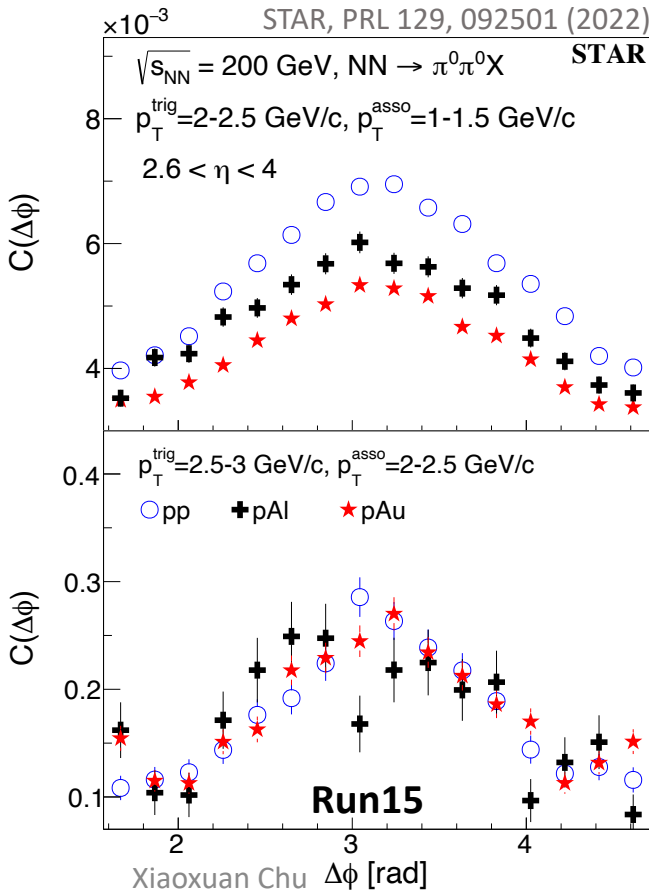 STAR, PRL 129, 092501 (2022)
×10⁻³
STAR
√s_NN = 200 GeV, NN → π⁰π⁰X
p_T^trig=2-2.5 GeV/c, p_T^asso=1-1.5 GeV/c
2.6 < η < 4
8
6
4
C(Δϕ)
p_T^trig=2.5-3 GeV/c, p_T^asso=2-2.5 GeV/c
pp pAl pAu
0.4
0.3
0.2
0.1
C(Δϕ)
Run15
2 3 4
Xiaoxuan Chu Δϕ [rad]